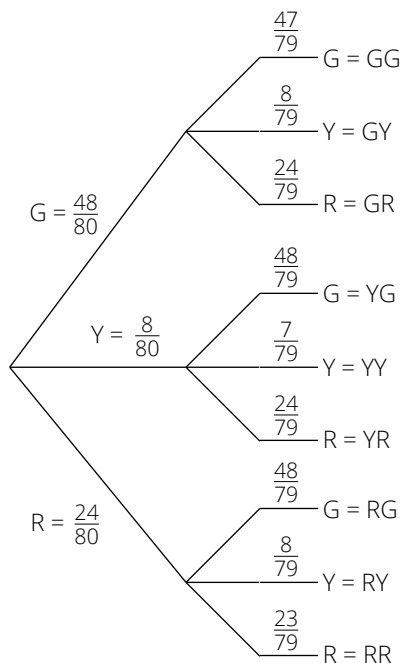 47/79 G = GG
8/79 Y = GY
24/79 R = GR
G = 48/80
48/79 G = YG
Y = 8/80
7/79 Y = YY
24/79 R = YR
48/79 G = RG
R = 24/80
8/79 Y = RY
23/79 R = RR